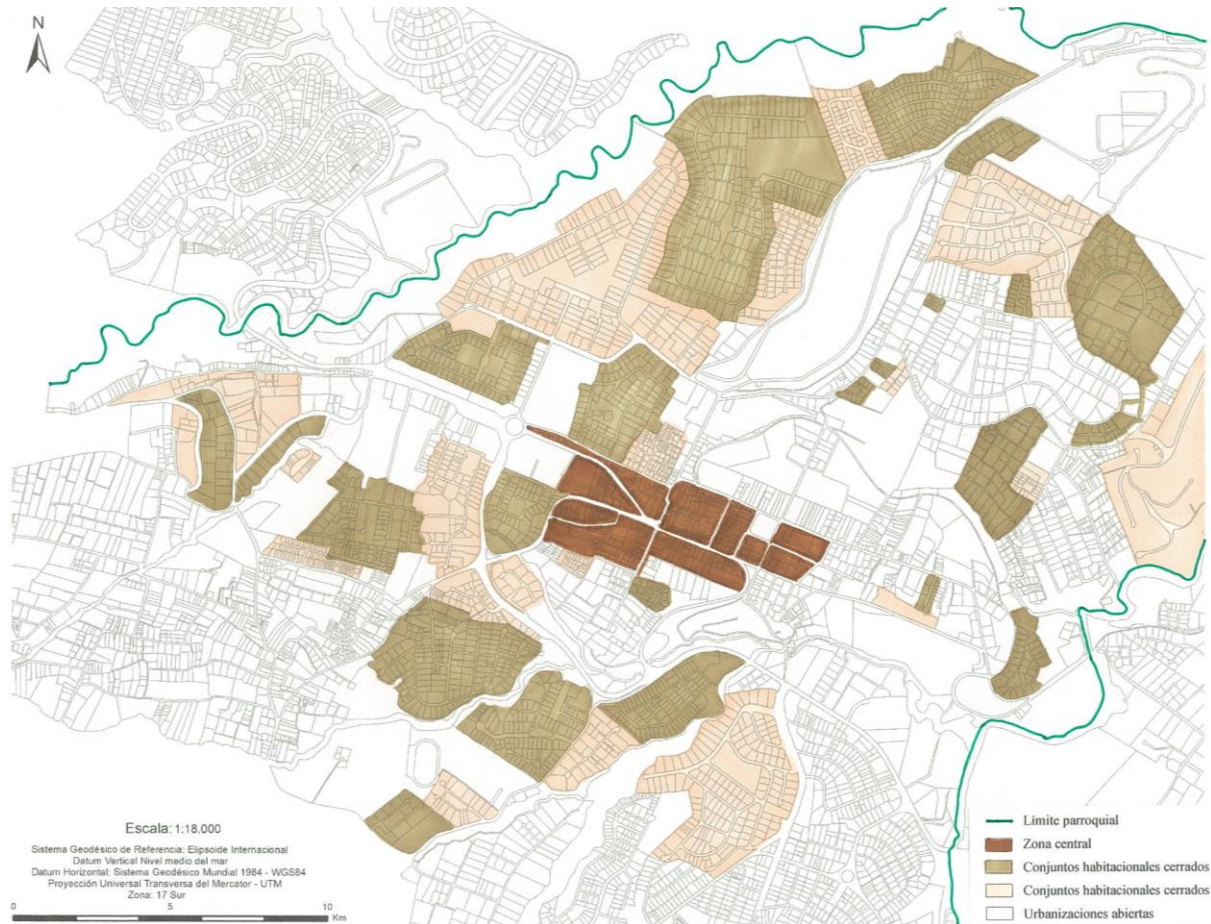 N
Escala: 1:18.000
Sistema Geodésico de Referencia: Elipsoide Internacional
Datum Vertical Nivel medio del mar
Datum Horizontal: Sistema Geodésico Mundial 1984 - WGS84
Proyección Universal Transversa del Mercator - UTM
Zona: 17 Sur
0 5 10
Km
Límite parroquial
Zona central
Conjuntos habitacionales cerrados
Conjuntos habitacionales cerrados
Urbanizaciones abiertas